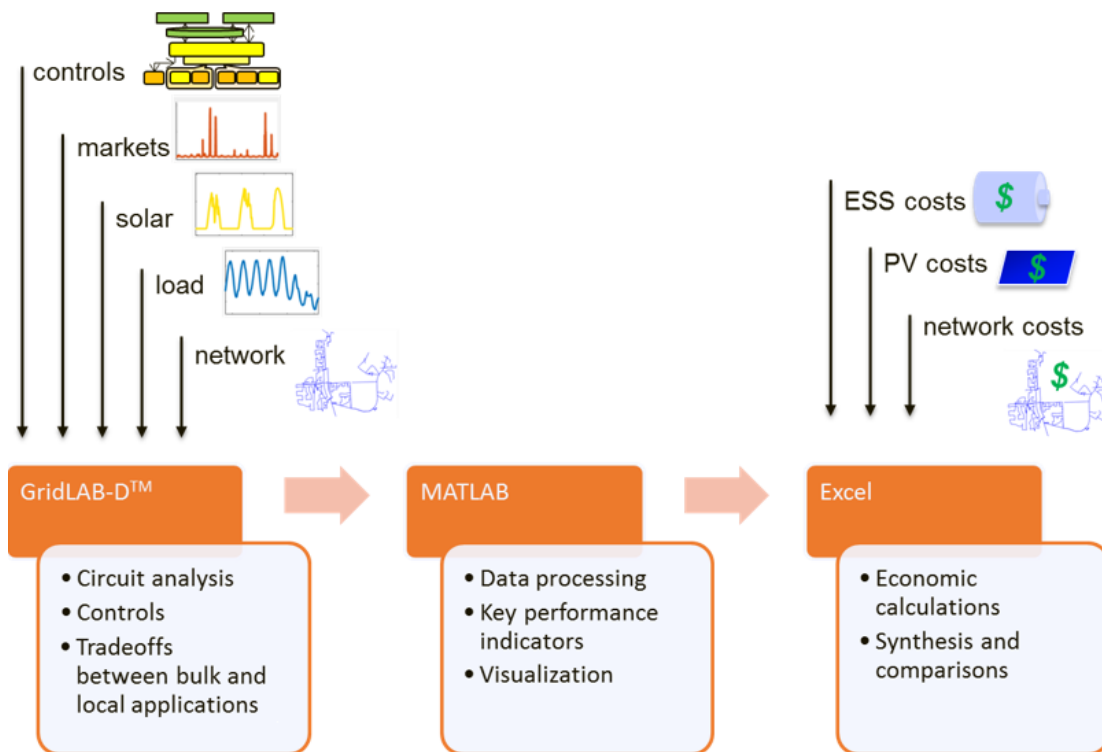 controls
markets
solar
load
network
ESS costs
$
PV costs
$
network costs
$
GridLAB-D™
• Circuit analysis
• Controls
• Tradeoffs
between bulk and
local applications
MATLAB
• Data processing
• Key performance
indicators
• Visualization
Excel
• Economic
calculations
• Synthesis and
comparisons